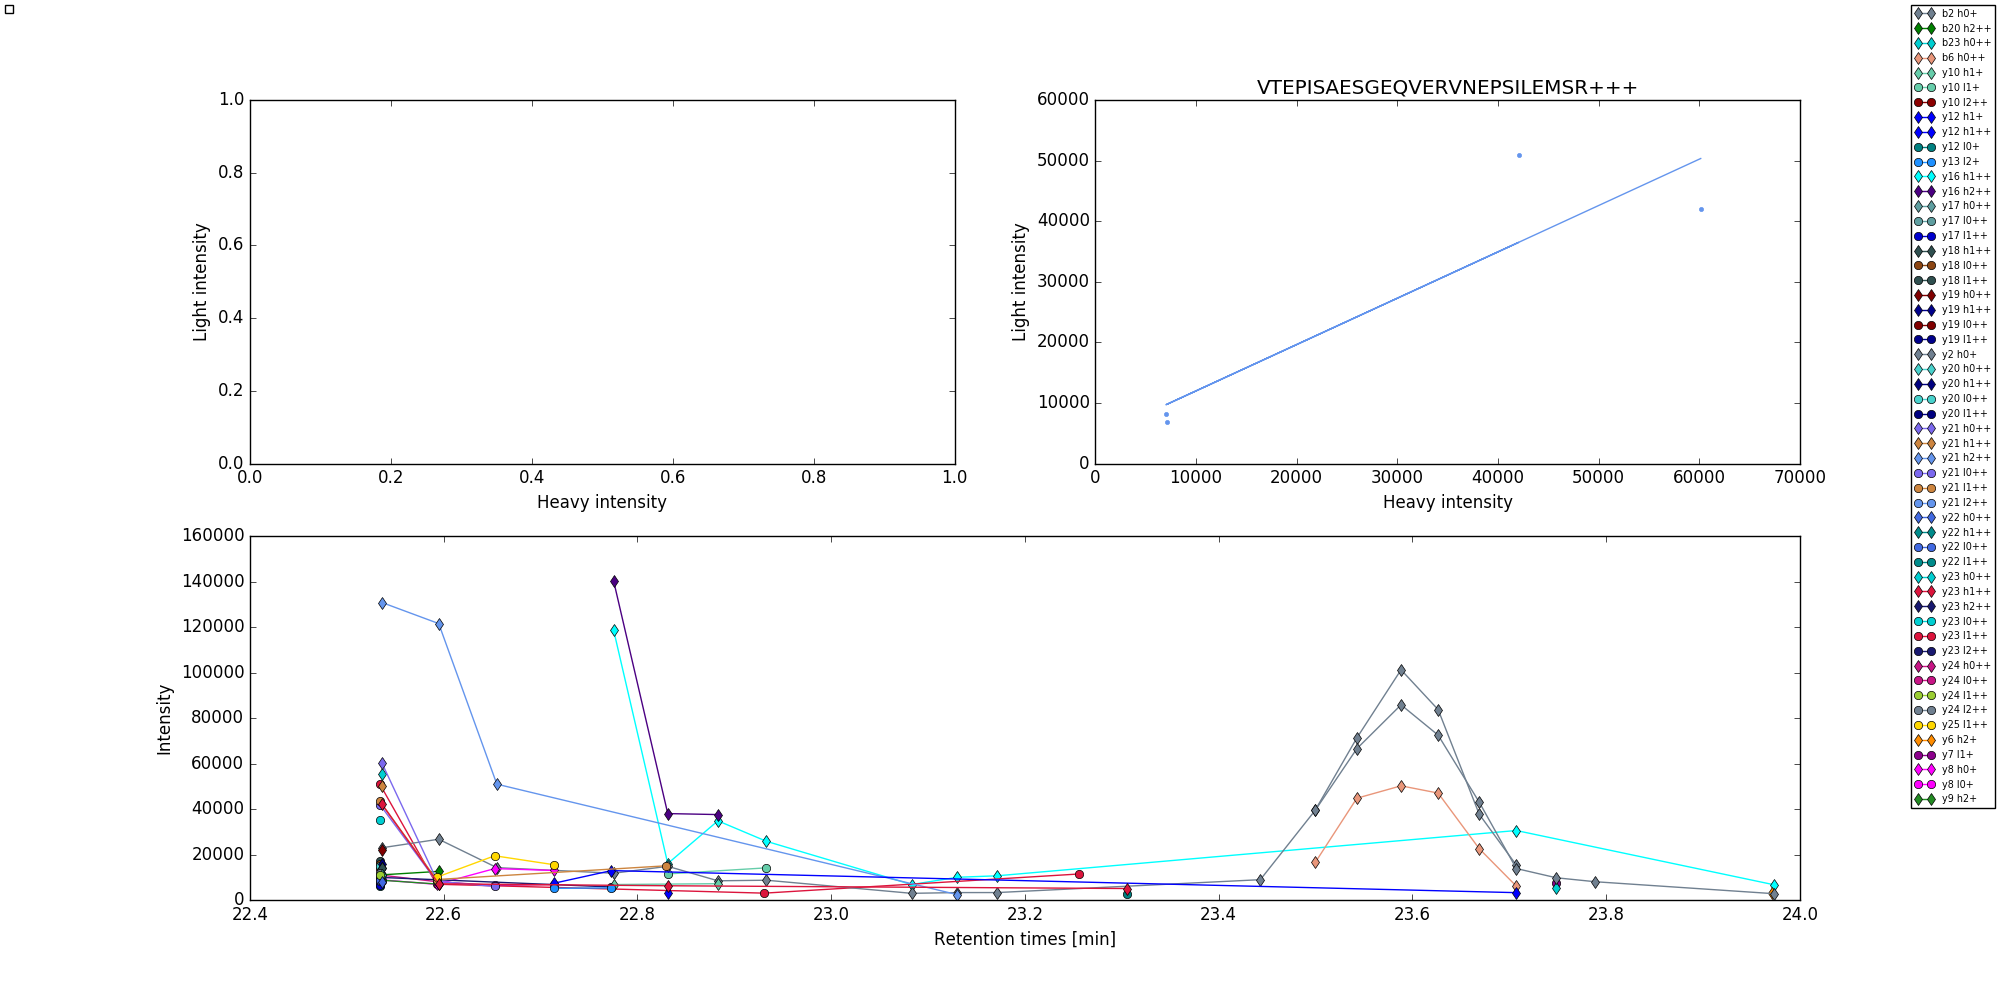 VTEPISAESGEQVERVNEPSILEMSR+++
1.0
0.8
0.6
0.4
0.2
0.0
0.0 0.2 0.4 0.6 0.8 1.0
Light intensity
Heavy intensity
60000
50000
40000
30000
20000
10000
0
0 10000 20000 30000 40000 50000 60000 70000
Light intensity
Heavy intensity
160000
140000
120000
100000
80000
60000
40000
20000
0
22.4 22.6 22.8 23.0 23.2 23.4 23.6 23.8 24.0
Intensity
Retention times [min]
b2 h0+
b20 h2++
b23 h0++
b6 h0++
y10 h1+
y10 l1+
y10 l2++
y12 h1+
y12 h1++
y12 l0+
y13 l2+
y16 h1++
y16 h2++
y17 h0++
y17 l0++
y17 l1++
y18 h1++
y18 l0++
y18 l1++
y19 h0++
y19 h1++
y19 l0++
y19 l1++
y2 h0+
y20 h0++
y20 h1++
y20 l0++
y20 l1++
y21 h0++
y21 h1++
y21 h2++
y21 l0++
y21 l1++
y21 l2++
y22 h0++
y22 h1++
y22 l0++
y22 l1++
y23 h0++
y23 h1++
y23 h2++
y23 l0++
y23 l1++
y23 l2++
y24 h0++
y24 l0++
y24 l1++
y24 l2++
y25 l1++
y6 h2+
y7 l1+
y8 h0+
y8 l0+
y9 h2+